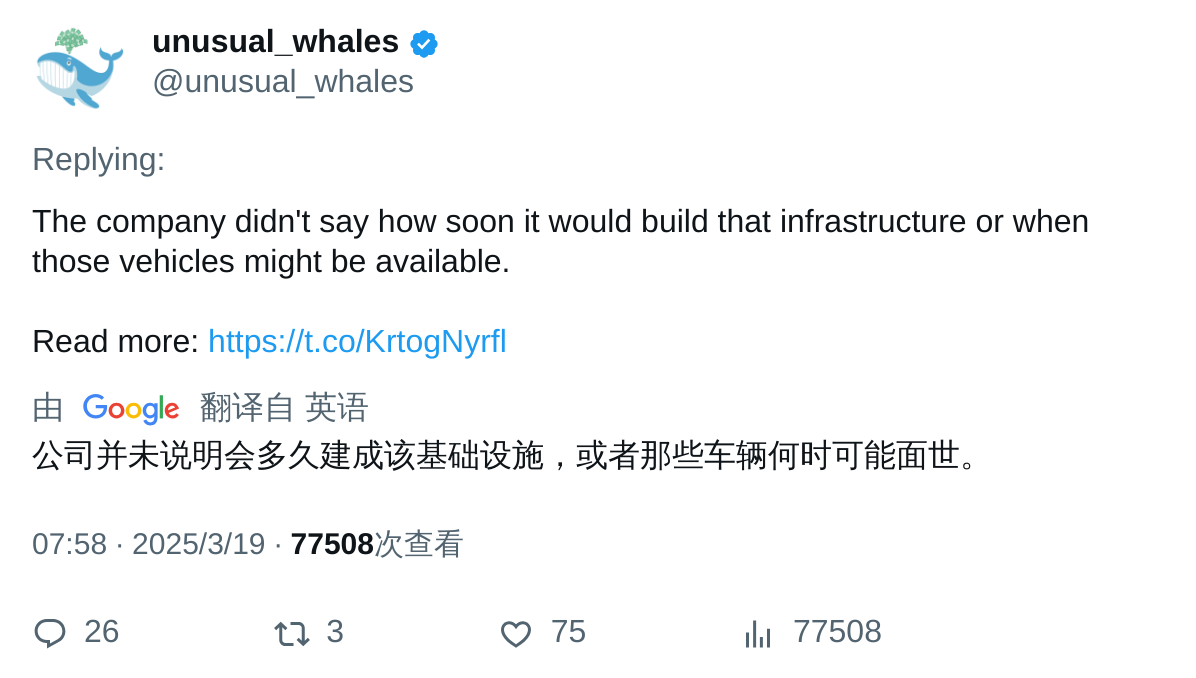 unusual_whales
@unusual_whales
Replying:
The company didn't say how soon it would build that infrastructure or when
those vehicles might be available.
Read more: https://t.co/KrtogNyrfl
由 Google 翻译自 英语
公司并未说明会多久建成该基础设施，或者那些车辆何时可能面世。
07:58 · 2025/3/19 · 77508次查看
26 3 75 77508